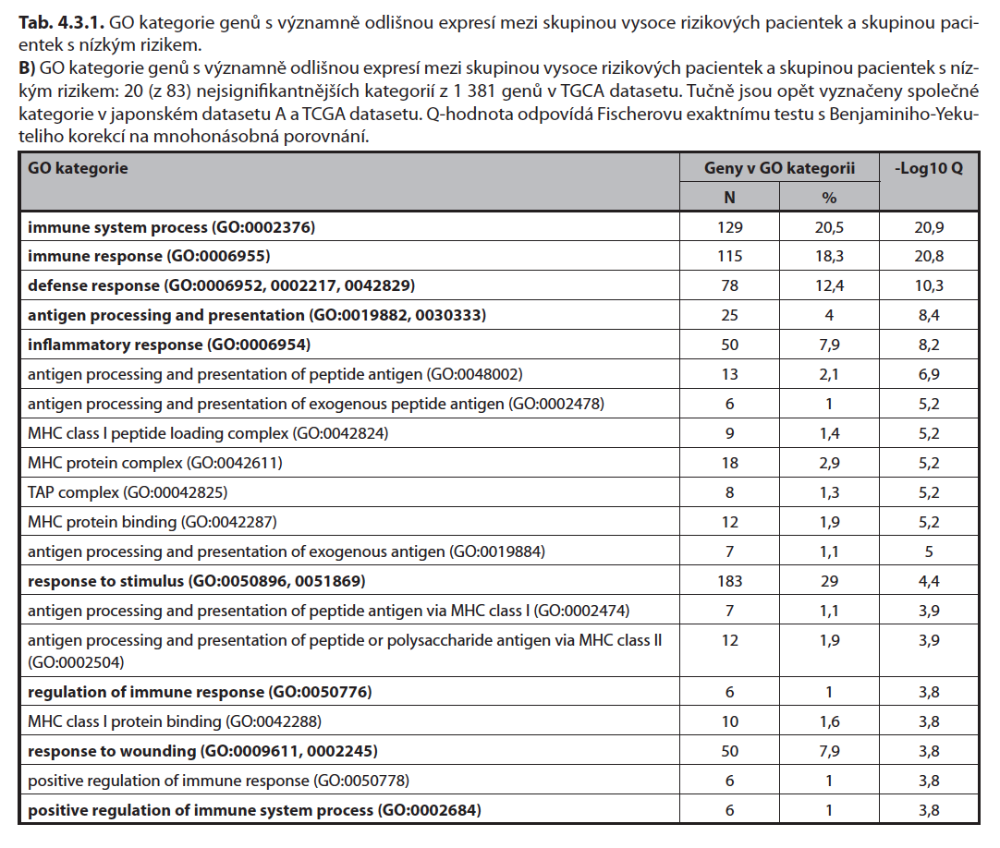 Tab. 4.3.1. GO kategorie genů s významně odlišnou expresí mezi skupinou vysoce rizikových pacientek a skupinou paci-
entek s nízkým rizikem.
B) GO kategorie genů s významně odlišnou expresí mezi skupinou vysoce rizikových pacientek a skupinou pacientek s níz-
kým rizikem: 20 (z 83) nejsignifikantnějších kategorií z 1 381 genů v TGCA datasetu. Tučně jsou opět vyznačeny společné
kategorie v japonském datasetu A a TCGA datasetu. Q-hodnota odpovídá Fischerovu exaktnímu testu s Benjaminiho-Yeku-
teliho korekcí na mnohonásobná porovnání.
GO kategorie Geny v GO kategorii -Log10 Q
N %
immune system process (GO:0002376) 129 20,5 20,9
immune response (GO:0006955) 115 18,3 20,8
defense response (GO:0006952, 0002217, 0042829) 78 12,4 10,3
antigen processing and presentation (GO:0019882, 0030333) 25 4 8,4
inflammatory response (GO:0006954) 50 7,9 8,2
antigen processing and presentation of peptide antigen (GO:0048002) 13 2,1 6,9
antigen processing and presentation of exogenous peptide antigen (GO:0002478) 6 1 5,2
MHC class I peptide loading complex (GO:0042824) 9 1,4 5,2
MHC protein complex (GO:0042611) 18 2,9 5,2
TAP complex (GO:00042825) 8 1,3 5,2
MHC protein binding (GO:0042287) 12 1,9 5,2
antigen processing and presentation of exogenous antigen (GO:0019884) 7 1,1 5
response to stimulus (GO:0050896, 0051869) 183 29 4,4
antigen processing and presentation of peptide antigen via MHC class I (GO:0002474) 7 1,1 3,9
antigen processing and presentation of peptide or polysaccharide antigen via MHC class II 12 1,9 3,9
(GO:0002504)
regulation of immune response (GO:0050776) 6 1 3,8
MHC class I protein binding (GO:0042288) 10 1,6 3,8
response to wounding (GO:0009611, 0002245) 50 7,9 3,8
positive regulation of immune response (GO:0050778) 6 1 3,8
positive regulation of immune system process (GO:0002684) 6 1 3,8